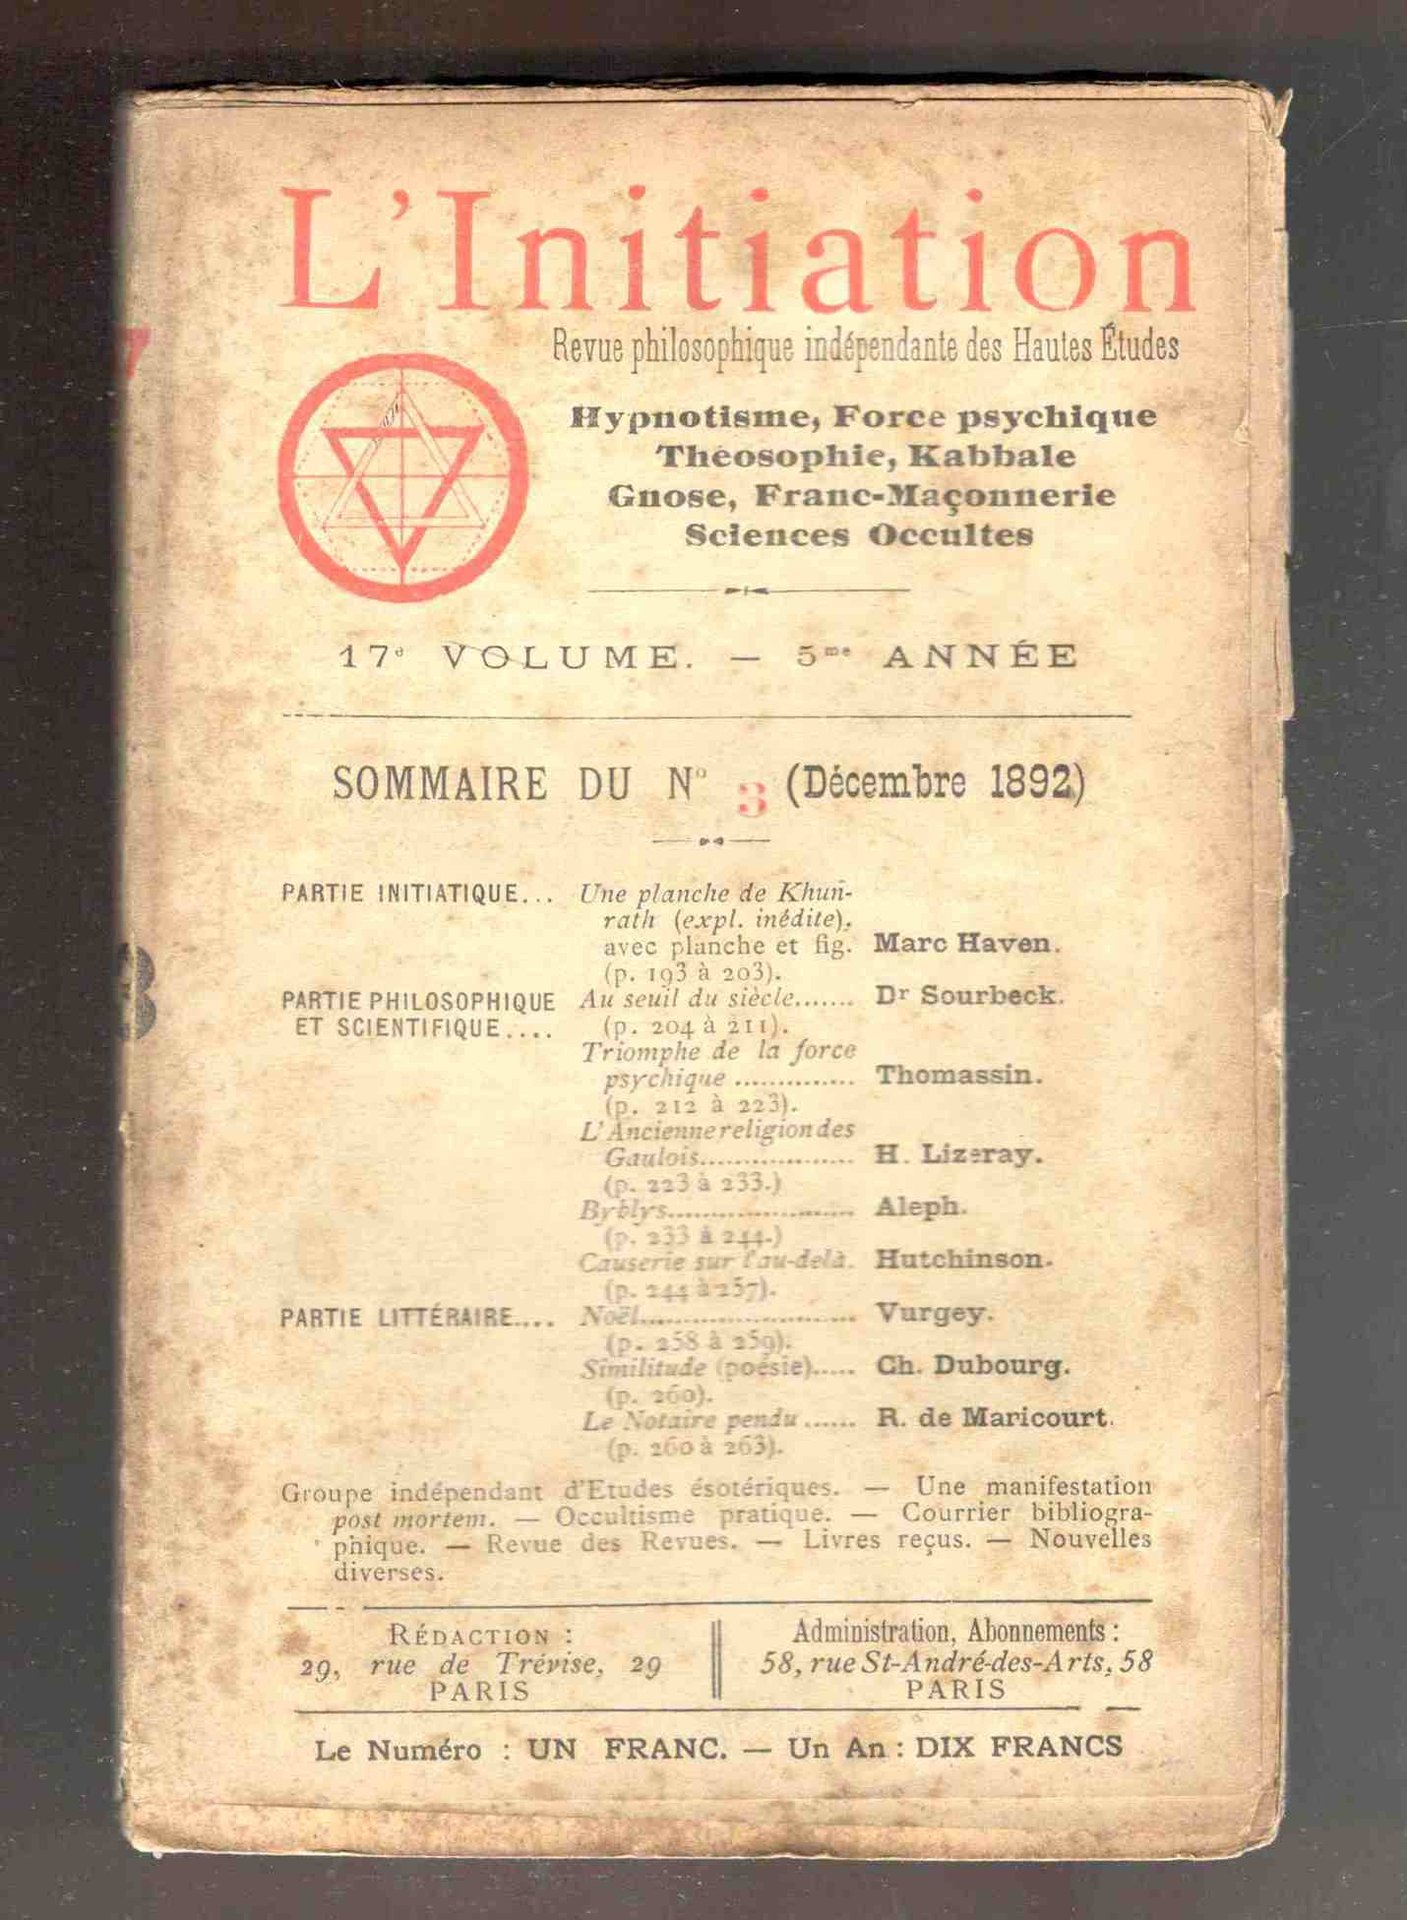 L'Initiation
Revue philosophique indépendante des Hautes Études
Hypnotisme, Force psychique
Théosophie, Kabbale
Gnose, Franc-Maçonnerie
Sciences Occultes
17e VOLUME. — 5me ANNÉE
SOMMAIRE DU No 3 (Décembre 1892)
PARTIE INITIATIQUE... Une planche de Khun-
rath (expl. inédite),
avec planche et fig. Marc Haven.
(p. 193 à 203).
PARTIE PHILOSOPHIQUE Au seuil du siècle....... Dr Sourbeck.
ET SCIENTIFIQUE.... (p. 204 à 211).
Triomphe de la force
psychique .............. Thomassin.
(p. 212 à 223).
L'Ancienne religion des
Gaulois.................. H. Lizeray.
(p. 223 à 233.)
Byblys...................... Aleph.
(p. 233 à 244.)
Causerie sur l'au-delà. Hutchinson.
(p. 244 à 257).
PARTIE LITTÉRAIRE.... Noël......................... Vurgey.
(p. 258 à 259).
Similitude (poésie)..... Ch. Dubourg.
(p. 260).
Le Notaire pendu ...... R. de Maricourt.
(p. 260 à 263).
Groupe indépendant d'Etudes ésotériques. — Une manifestation
post mortem. — Occultisme pratique. — Courrier bibliogra-
phique. — Revue des Revues. — Livres reçus. — Nouvelles
diverses.
RÉDACTION :
29, rue de Trévise, 29
PARIS
Administration, Abonnements :
58, rue St-André-des-Arts, 58
PARIS
Le Numéro : UN FRANC. — Un An : DIX FRANCS